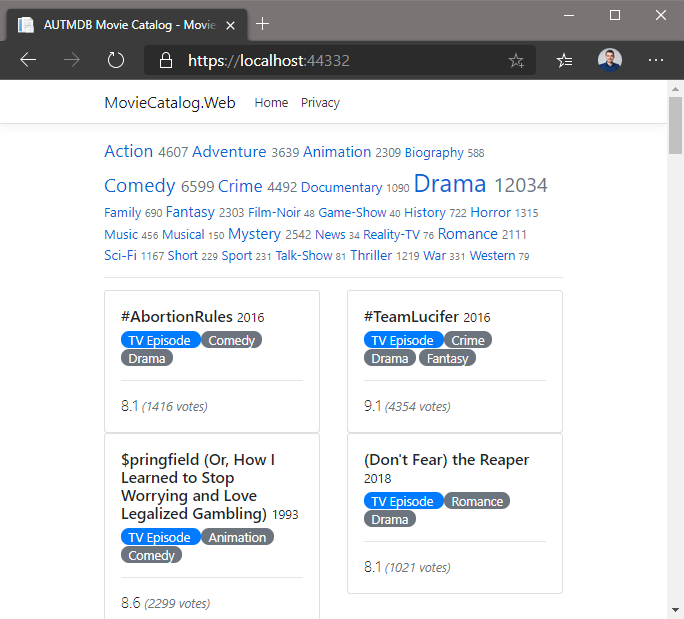 AUTMDB Movie Catalog - Movie
https://localhost:44332
MovieCatalog.Web Home Privacy
Action 4607 Adventure 3639 Animation 2309 Biography 588
Comedy 6599 Crime 4492 Documentary 1090 Drama 12034
Family 690 Fantasy 2303 Film-Noir 48 Game-Show 40 History 722 Horror 1315
Music 456 Musical 150 Mystery 2542 News 34 Reality-TV 76 Romance 2111
Sci-Fi 1167 Short 229 Sport 231 Talk-Show 81 Thriller 1219 War 331 Western 79
#AbortionRules 2016
TV Episode Comedy
Drama
8.1 (1416 votes)
#TeamLucifer 2016
TV Episode Crime
Drama Fantasy
9.1 (4354 votes)
$pringfield (Or, How I
Learned to Stop
Worrying and Love
Legalized Gambling) 1993
TV Episode Animation
Comedy
8.6 (2299 votes)
(Don't Fear) the Reaper
2018
TV Episode Romance
Drama
8.1 (1021 votes)